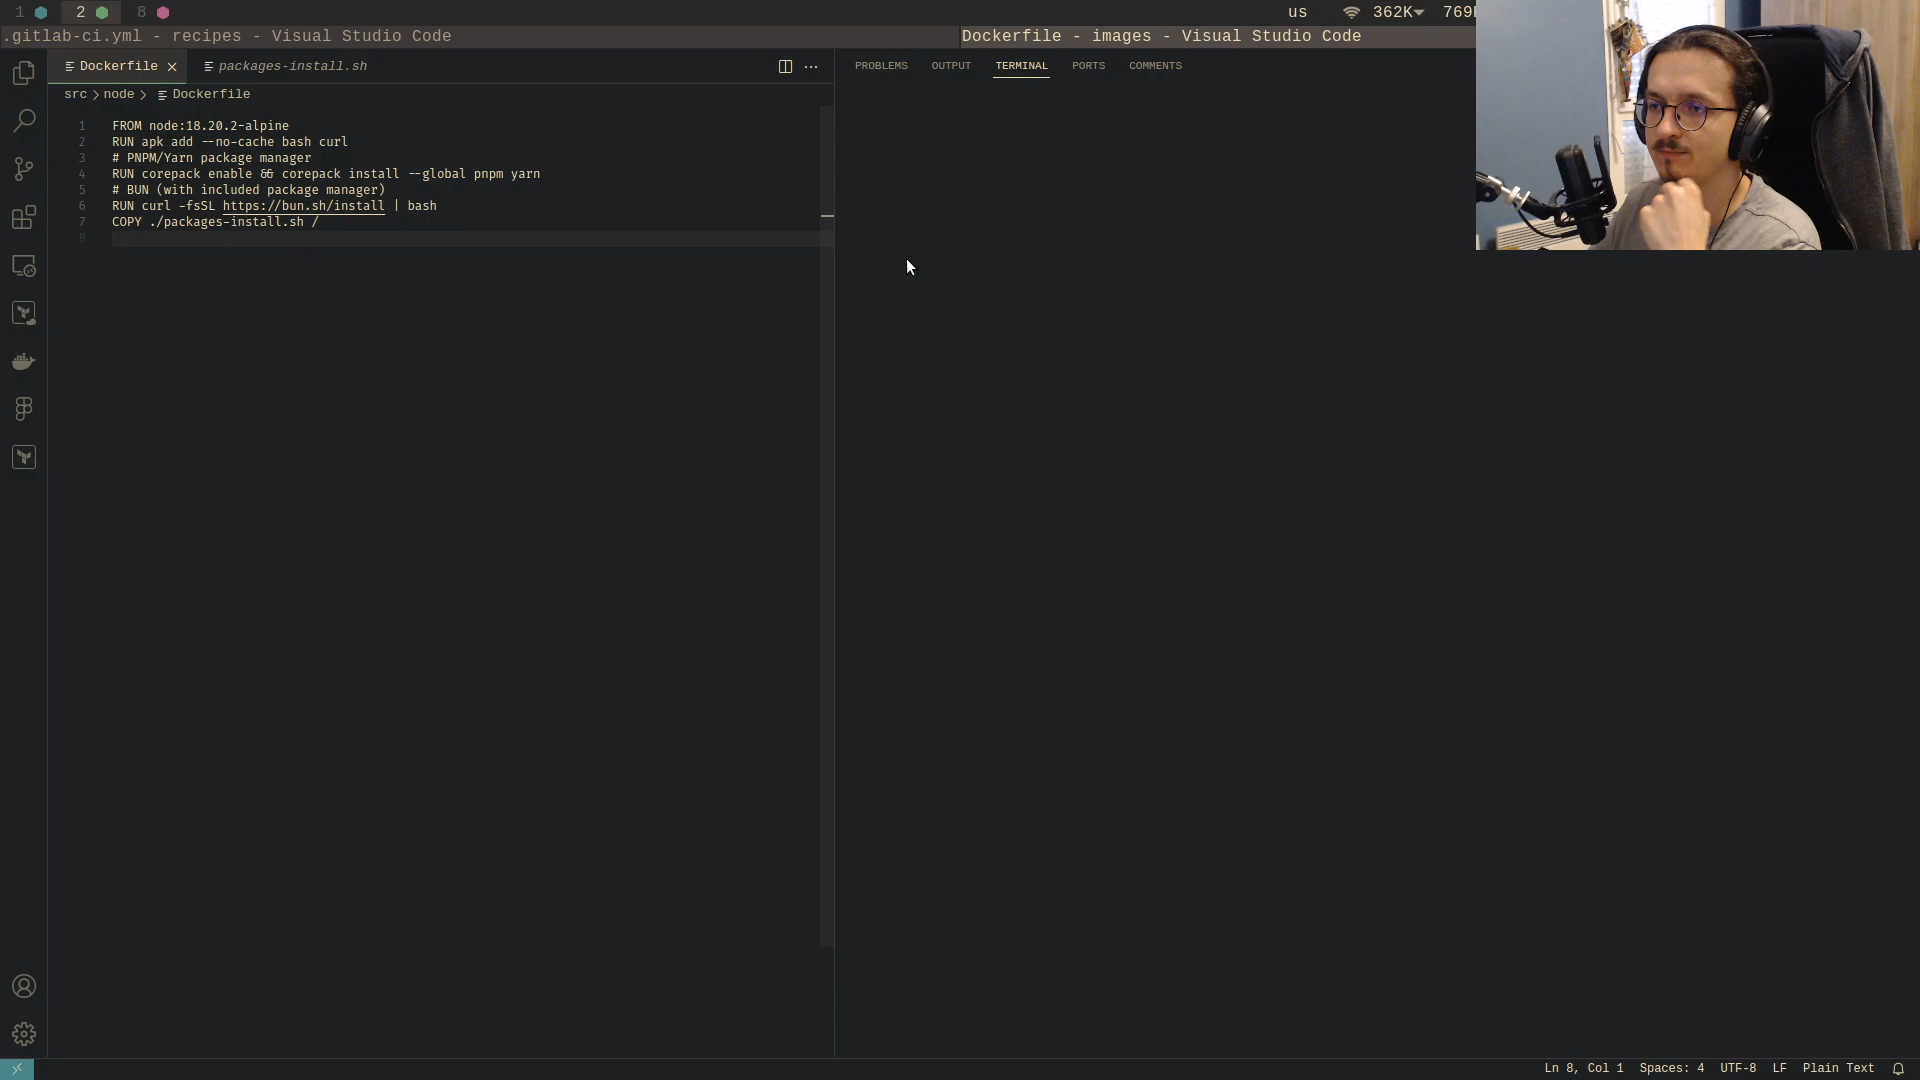 1 2 8 us 362K 769
.gitlab-ci.yml - recipes - Visual Studio Code
Dockerfile - images - Visual Studio Code
Dockerfile packages-install.sh
PROBLEMS OUTPUT TERMINAL PORTS COMMENTS
src > node > Dockerfile
1 FROM node:18.20.2-alpine
2 RUN apk add --no-cache bash curl
3 # PNPM/Yarn package manager
4 RUN corepack enable && corepack install --global pnpm yarn
5 # BUN (with included package manager)
6 RUN curl -fsSL https://bun.sh/install | bash
7 COPY ./packages-install.sh /
8
Ln 8, Col 1 Spaces: 4 UTF-8 LF Plain Text